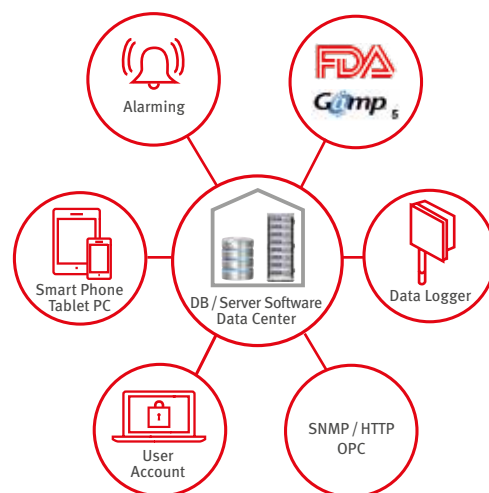 Alarming
FDA
G@mp 5
Smart Phone
Tablet PC
DB / Server Software
Data Center
Data Logger
User
Account
SNMP / HTTP
OPC